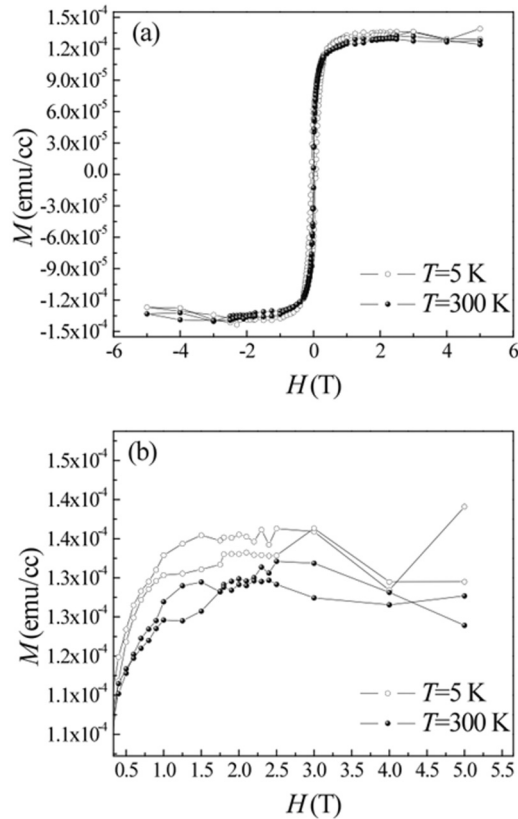 (a)
1.5x10⁻⁴
1.2x10⁻⁴
9.0x10⁻⁵
6.0x10⁻⁵
3.0x10⁻⁵
0.0
-3.0x10⁻⁵
-6.0x10⁻⁵
-9.0x10⁻⁵
-1.2x10⁻⁴
-1.5x10⁻⁴
M(emu/cc)
T=5 K
T=300 K
-6 -4 -2 0 2 4 6
H(T)
(b)
1.5x10⁻⁴
1.4x10⁻⁴
1.4x10⁻⁴
1.3x10⁻⁴
1.3x10⁻⁴
1.2x10⁻⁴
1.1x10⁻⁴
1.1x10⁻⁴
M(emu/cc)
T=5 K
T=300 K
0.5 1.0 1.5 2.0 2.5 3.0 3.5 4.0 4.5 5.0 5.5
H(T)